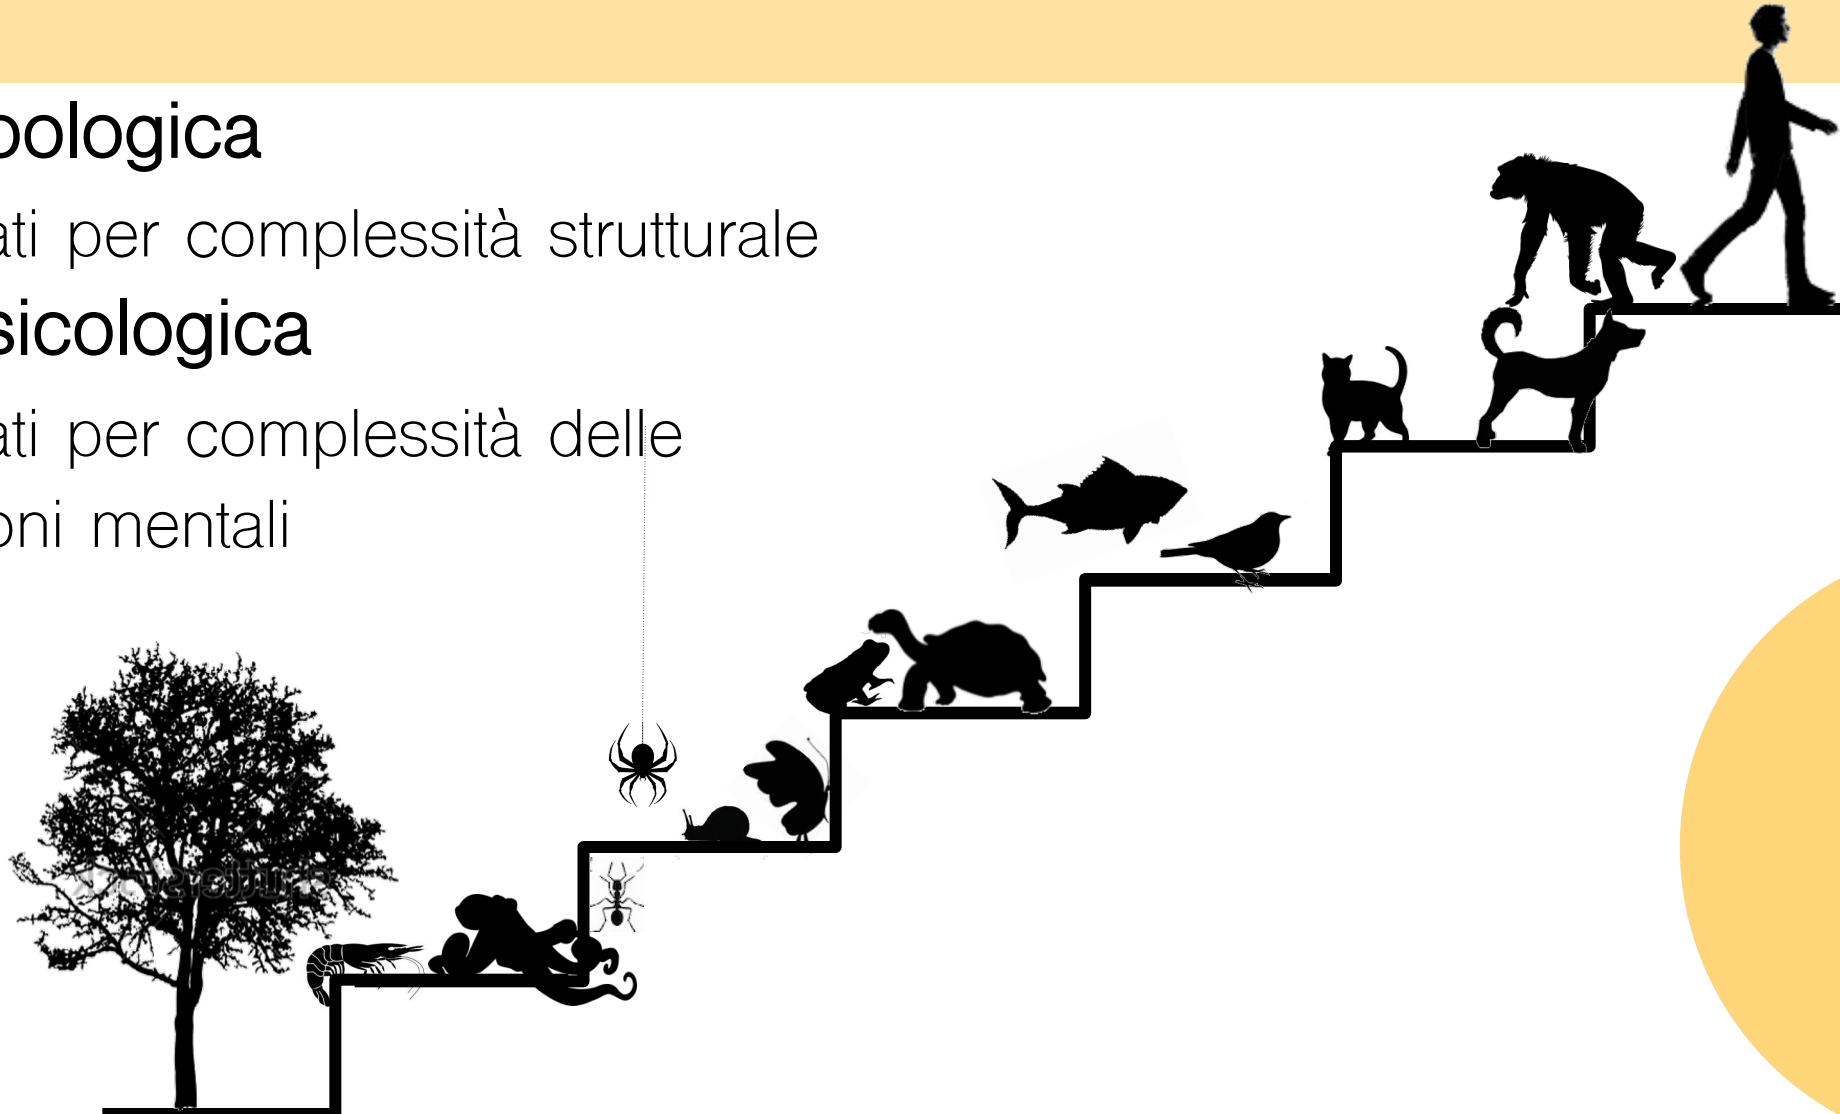 ologica
ati per complessità strutturale
sicologica
ati per complessità delle
oni mentali